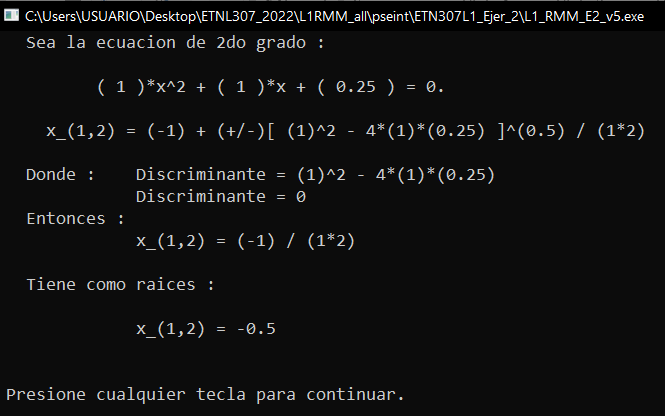 C:\Users\USUARIO\Desktop\ETNL307_2022\L1RMM_all\pseint\ETN307L1_Ejer_2\L1_RMM_E2_v5.exe
Sea la ecuacion de 2do grado :
( 1 )*x^2 + ( 1 )*x + ( 0.25 ) = 0.
x_(1,2) = (-1) + (+/-)[ (1)^2 - 4*(1)*(0.25) ]^(0.5) / (1*2)
Donde :    Discriminante = (1)^2 - 4*(1)*(0.25)
Discriminante = 0
Entonces :
x_(1,2) = (-1) / (1*2)
Tiene como raices :
x_(1,2) = -0.5
Presione cualquier tecla para continuar.